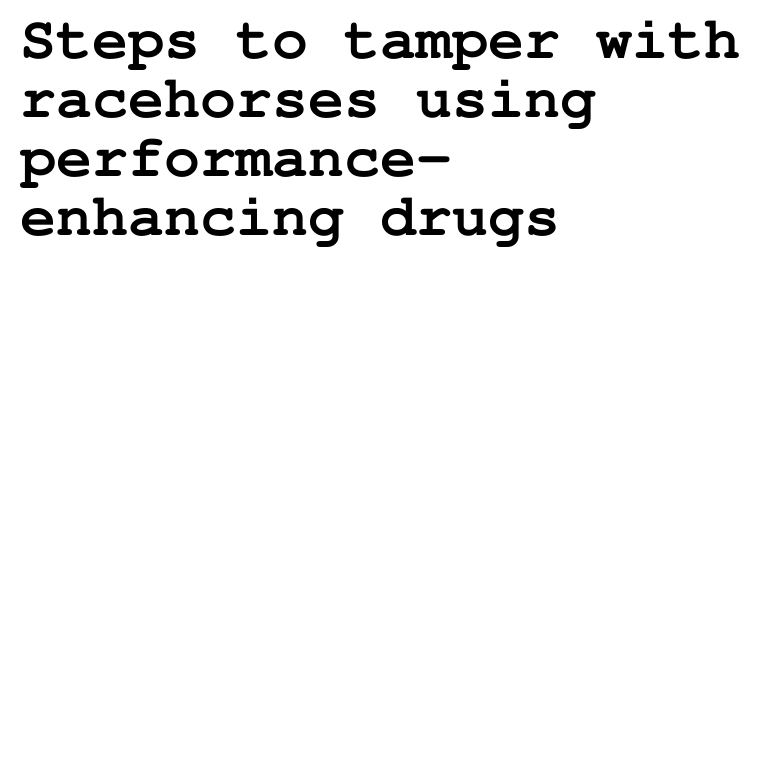 Steps to tamper with
racehorses using
performance-
enhancing drugs